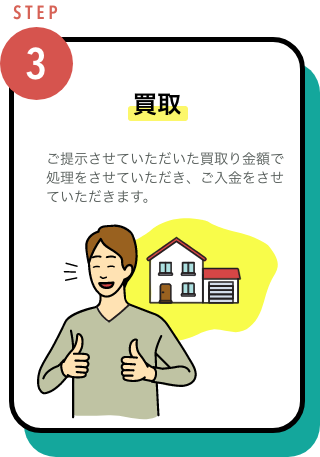 STEP
3
買取
ご提示させていただいた買取り金額で
処理をさせていただき、ご入金をさせ
ていただきます。